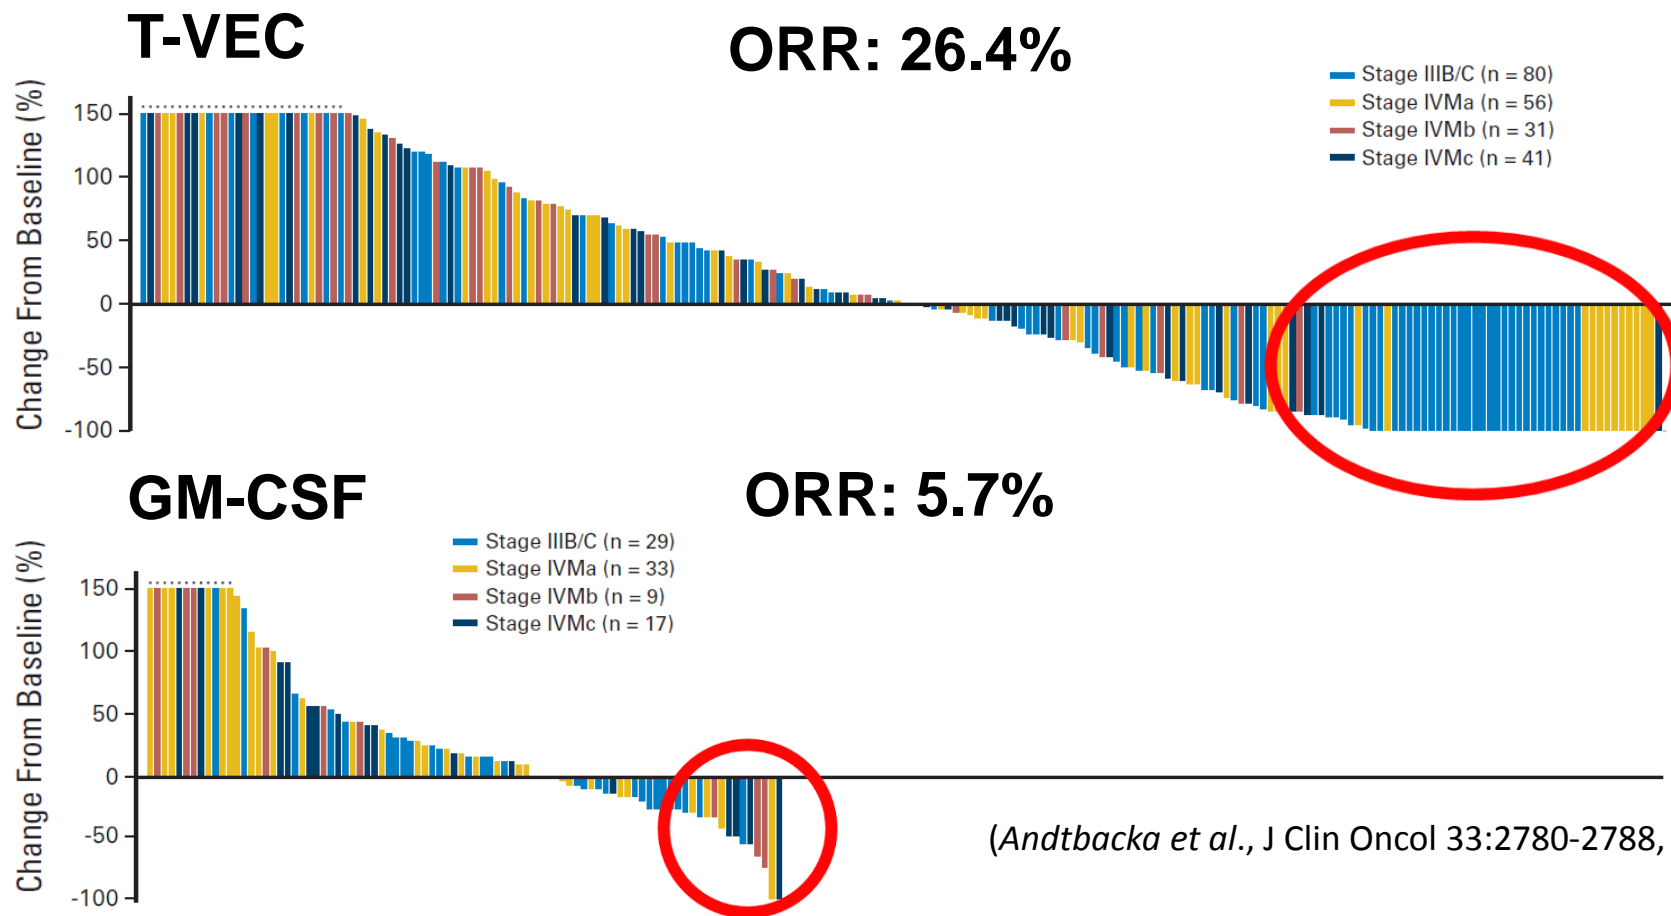 T-VEC
ORR: 26.4%
Change From Baseline (%)
150
100
50
0
-50
-100
Stage IIIB/C (n = 80)
Stage IVMa (n = 56)
Stage IVMb (n = 31)
Stage IVMc (n = 41)
GM-CSF
ORR: 5.7%
Change From Baseline (%)
150
100
50
0
-50
-100
Stage IIIB/C (n = 29)
Stage IVMa (n = 33)
Stage IVMb (n = 9)
Stage IVMc (n = 17)
(Andtbacka et al., J Clin Oncol 33:2780-2788,